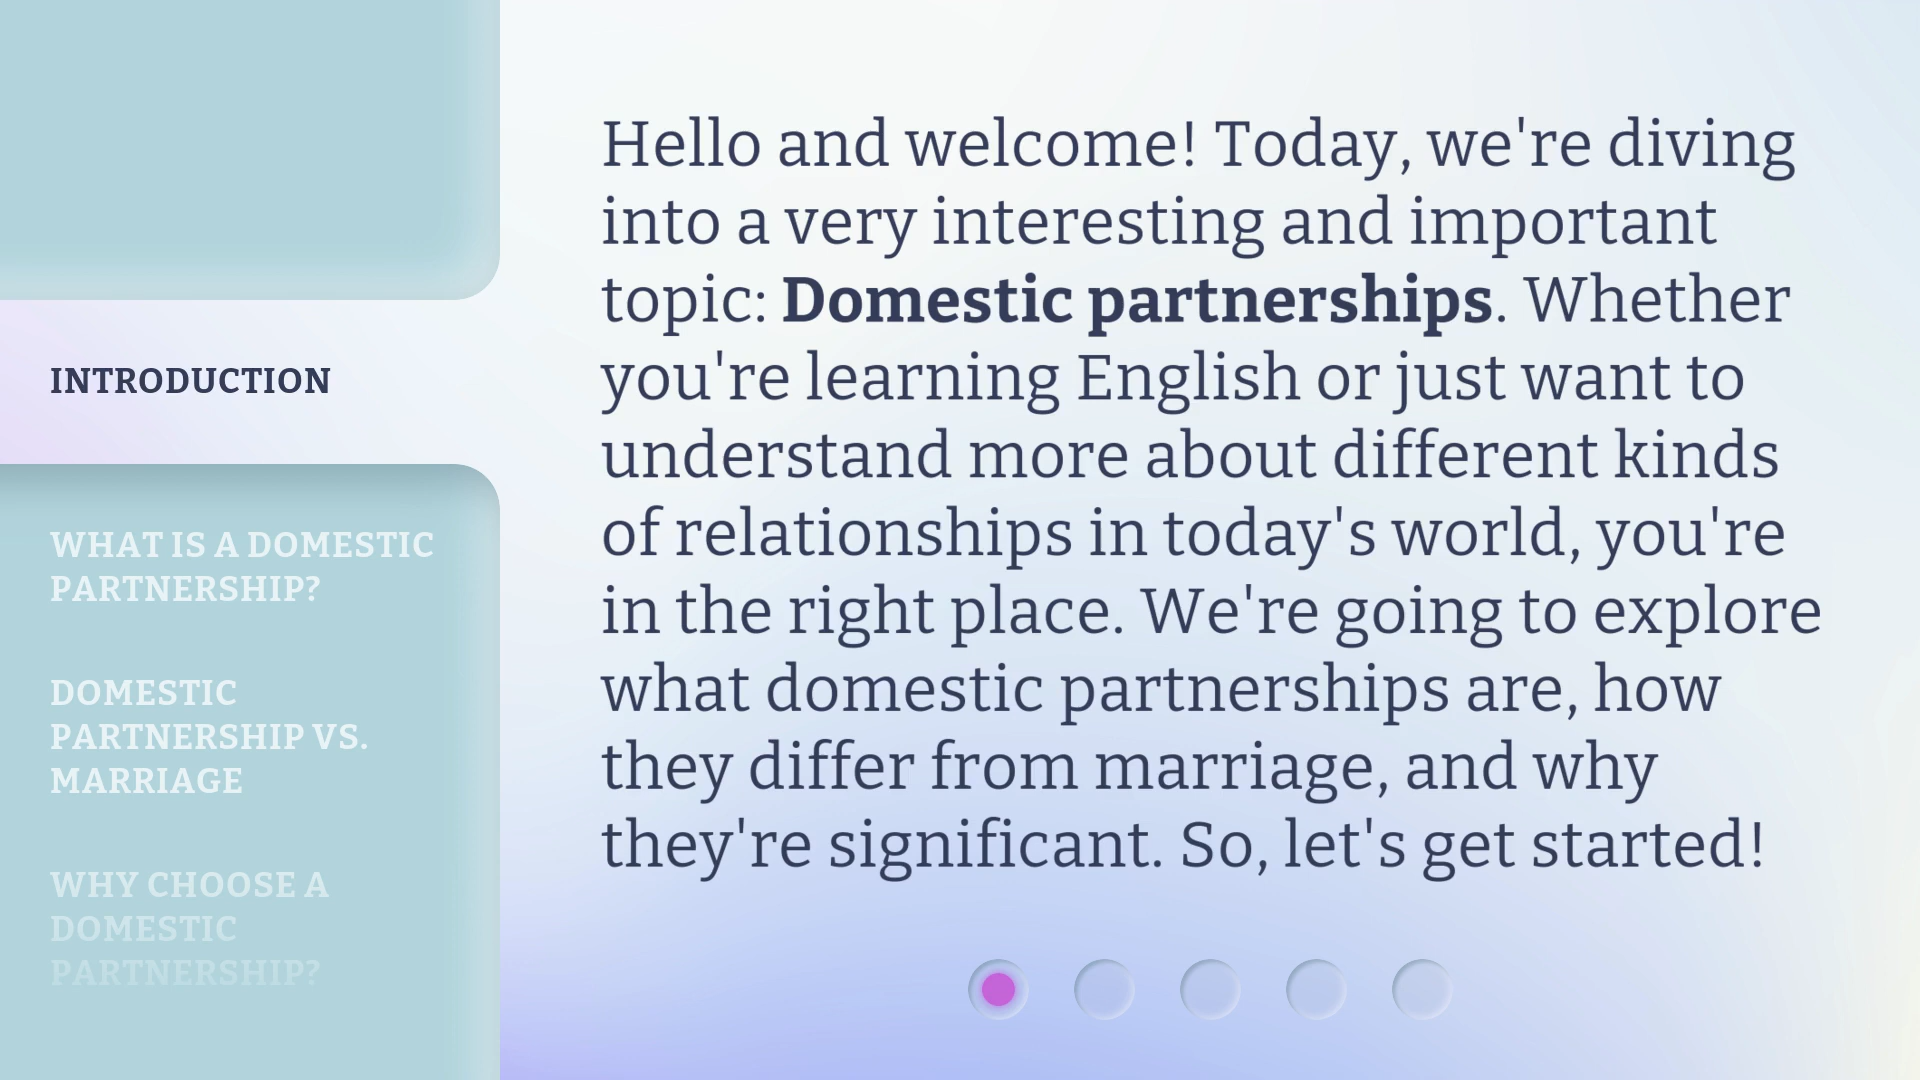 INTRODUCTION
WHAT IS A DOMESTIC
PARTNERSHIP?
DOMESTIC
PARTNERSHIP VS.
MARRIAGE
WHY CHOOSE A
DOMESTIC
PARTNERSHIP?
Hello and welcome! Today, we're diving
into a very interesting and important
topic: Domestic partnerships. Whether
you're learning English or just want to
understand more about different kinds
of relationships in today's world, you're
in the right place. We're going to explore
what domestic partnerships are, how
they differ from marriage, and why
they're significant. So, let's get started!